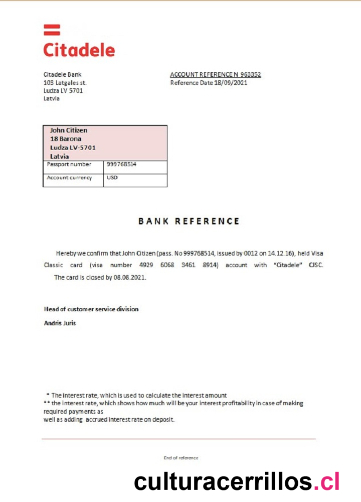 Citadele
Citadele Bank
103 Latgales st.
Ludza LV-5701
Latvia
ACCOUNT REFERENCE N 963352
Reference Date 18/09/2021
John Citizen
18 Barona
Ludza LV-5701
Latvia
Passport number 999768514
Account currency USD
BANK REFERENCE
Hereby we confirm that John Citizen (pass. No 999768514, issued by 0012 on 14.12.16), held Visa
Classic card (visa number 4929 6068 3461 8914) account with "Citadele" CJSC.
The card is closed by 08.08.2021.
Head of customer service division
Andris Juris
* The interest rate, which is used to calculate the interest amount
** the interest rate, which shows how much will be your interest profitability in case of making
required payments as
well as adding accrued interest rate on deposit.
End of reference
culturacerrillos.cl